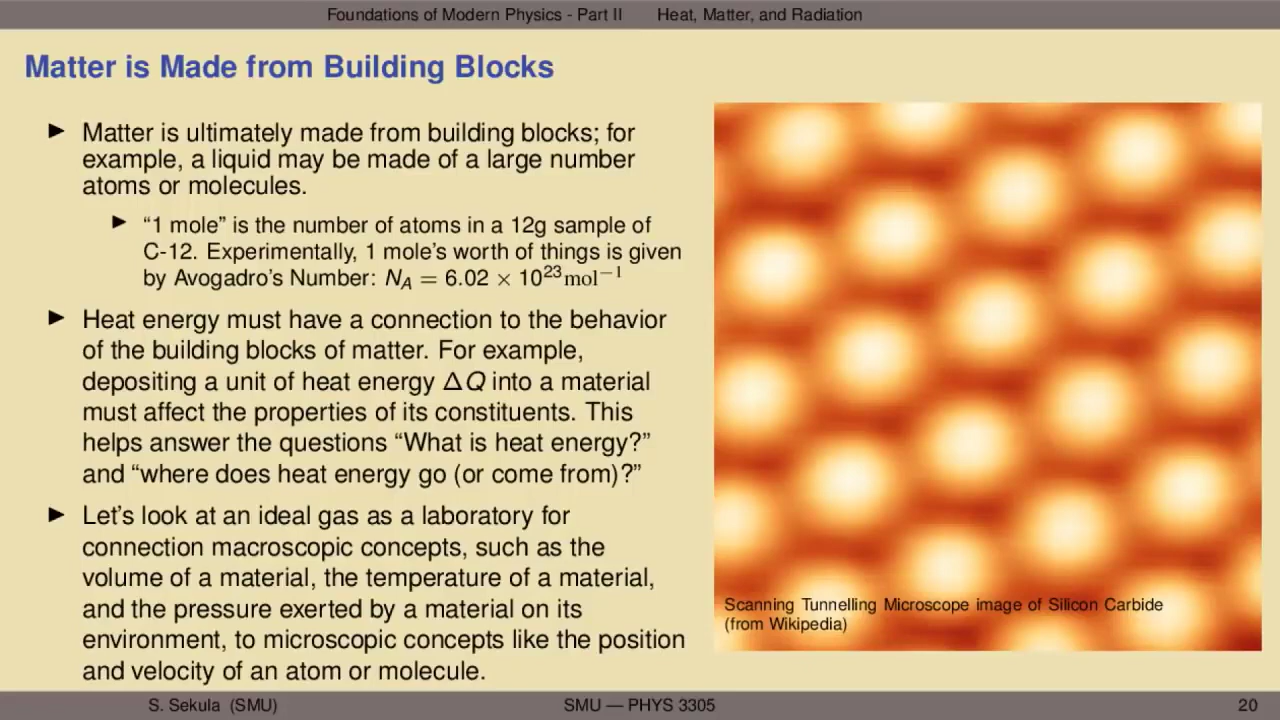 Foundations of Modern Physics - Part II Heat, Matter, and Radiation
Matter is Made from Building Blocks
▶ Matter is ultimately made from building blocks; for
example, a liquid may be made of a large number
atoms or molecules.
▶ “1 mole” is the number of atoms in a 12g sample of
C-12. Experimentally, 1 mole’s worth of things is given
by Avogadro’s Number: N_A = 6.02 × 10^23 mol^−1
▶ Heat energy must have a connection to the behavior
of the building blocks of matter. For example,
depositing a unit of heat energy ΔQ into a material
must affect the properties of its constituents. This
helps answer the questions “What is heat energy?”
and “where does heat energy go (or come from)?”
▶ Let’s look at an ideal gas as a laboratory for
connection macroscopic concepts, such as the
volume of a material, the temperature of a material,
and the pressure exerted by a material on its
environment, to microscopic concepts like the position
and velocity of an atom or molecule.
Scanning Tunnelling Microscope image of Silicon Carbide
(from Wikipedia)
S. Sekula (SMU) SMU — PHYS 3305 20